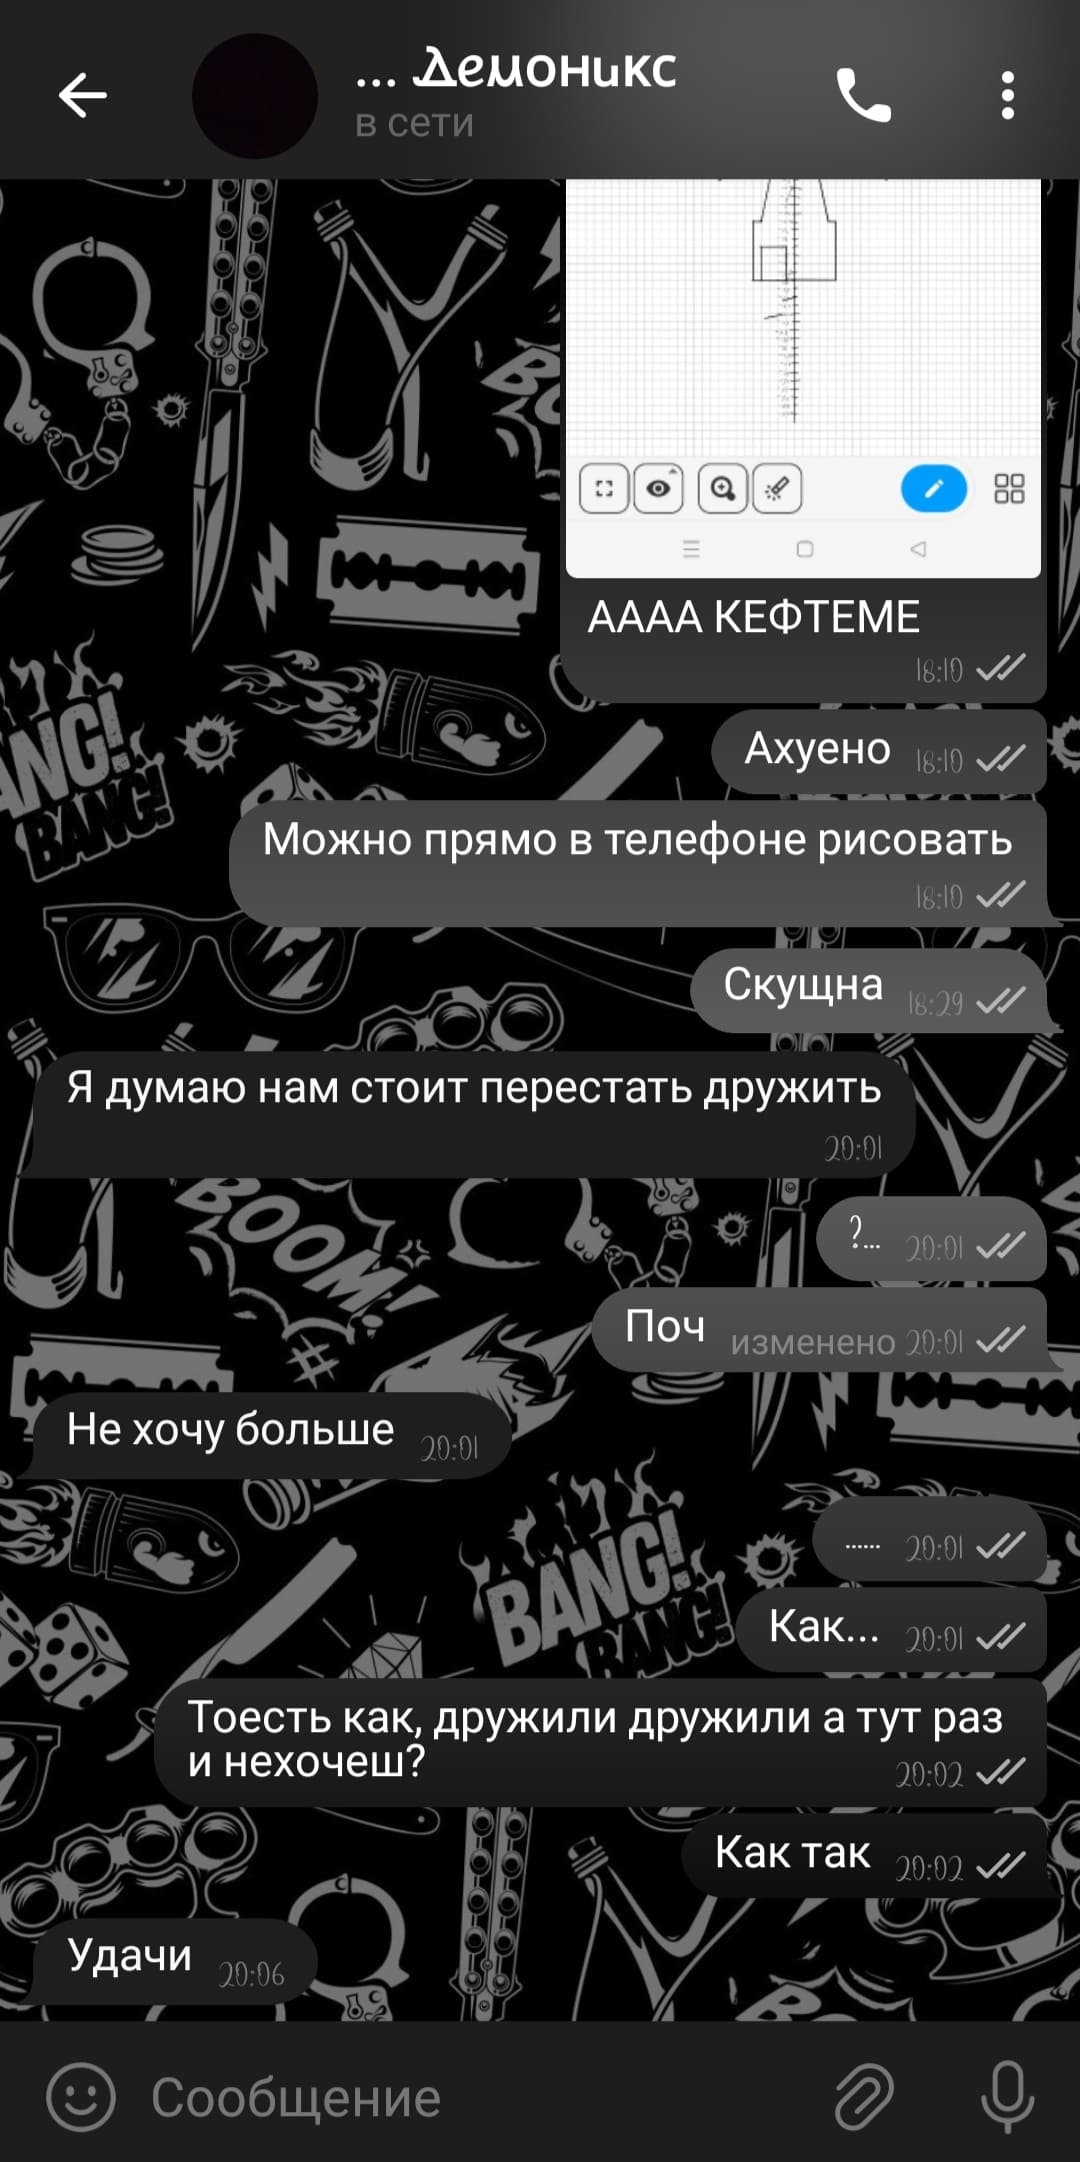 ... Демоникс
в сети
АААА КЕФТЕМЕ
18:10
Ахуено 18:10
Можно прямо в телефоне рисовать
18:10
Скущна 18:29
Я думаю нам стоит перестать дружить
20:01
?... 20:01
Поч изменено 20:01
Не хочу больше 20:01
...... 20:01
Как... 20:01
Тоесть как, дружили дружили а тут раз
и нехочеш? 20:02
Как так 20:02
Удачи 20:06
Сообщение
BANG!
BANG!
BOOM!
#
BANG!
BANG!